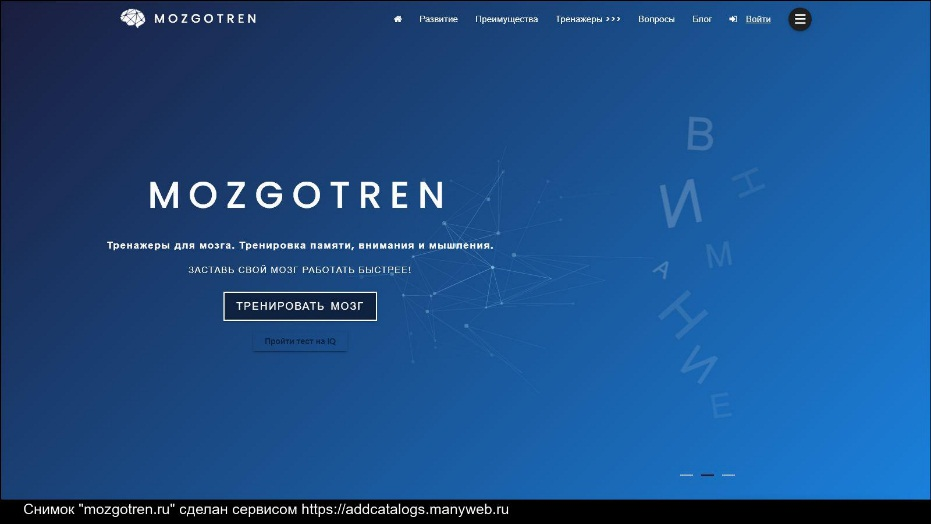 MOZGOTREN
Развитие Преимущества Тренажеры >>> Вопросы Блог Войти
MOZGOTREN
Тренажеры для мозга. Тренировка памяти, внимания и мышления.
ЗАСТАВЬ СВОЙ МОЗГ РАБОТАТЬ БЫСТРЕЕ!
ТРЕНИРОВАТЬ МОЗГ
Пройти тест на IQ
В
Н
И
М
А
Н
И
Е
Снимок "mozgotren.ru" сделан сервисом https://addcatalogs.manyweb.ru